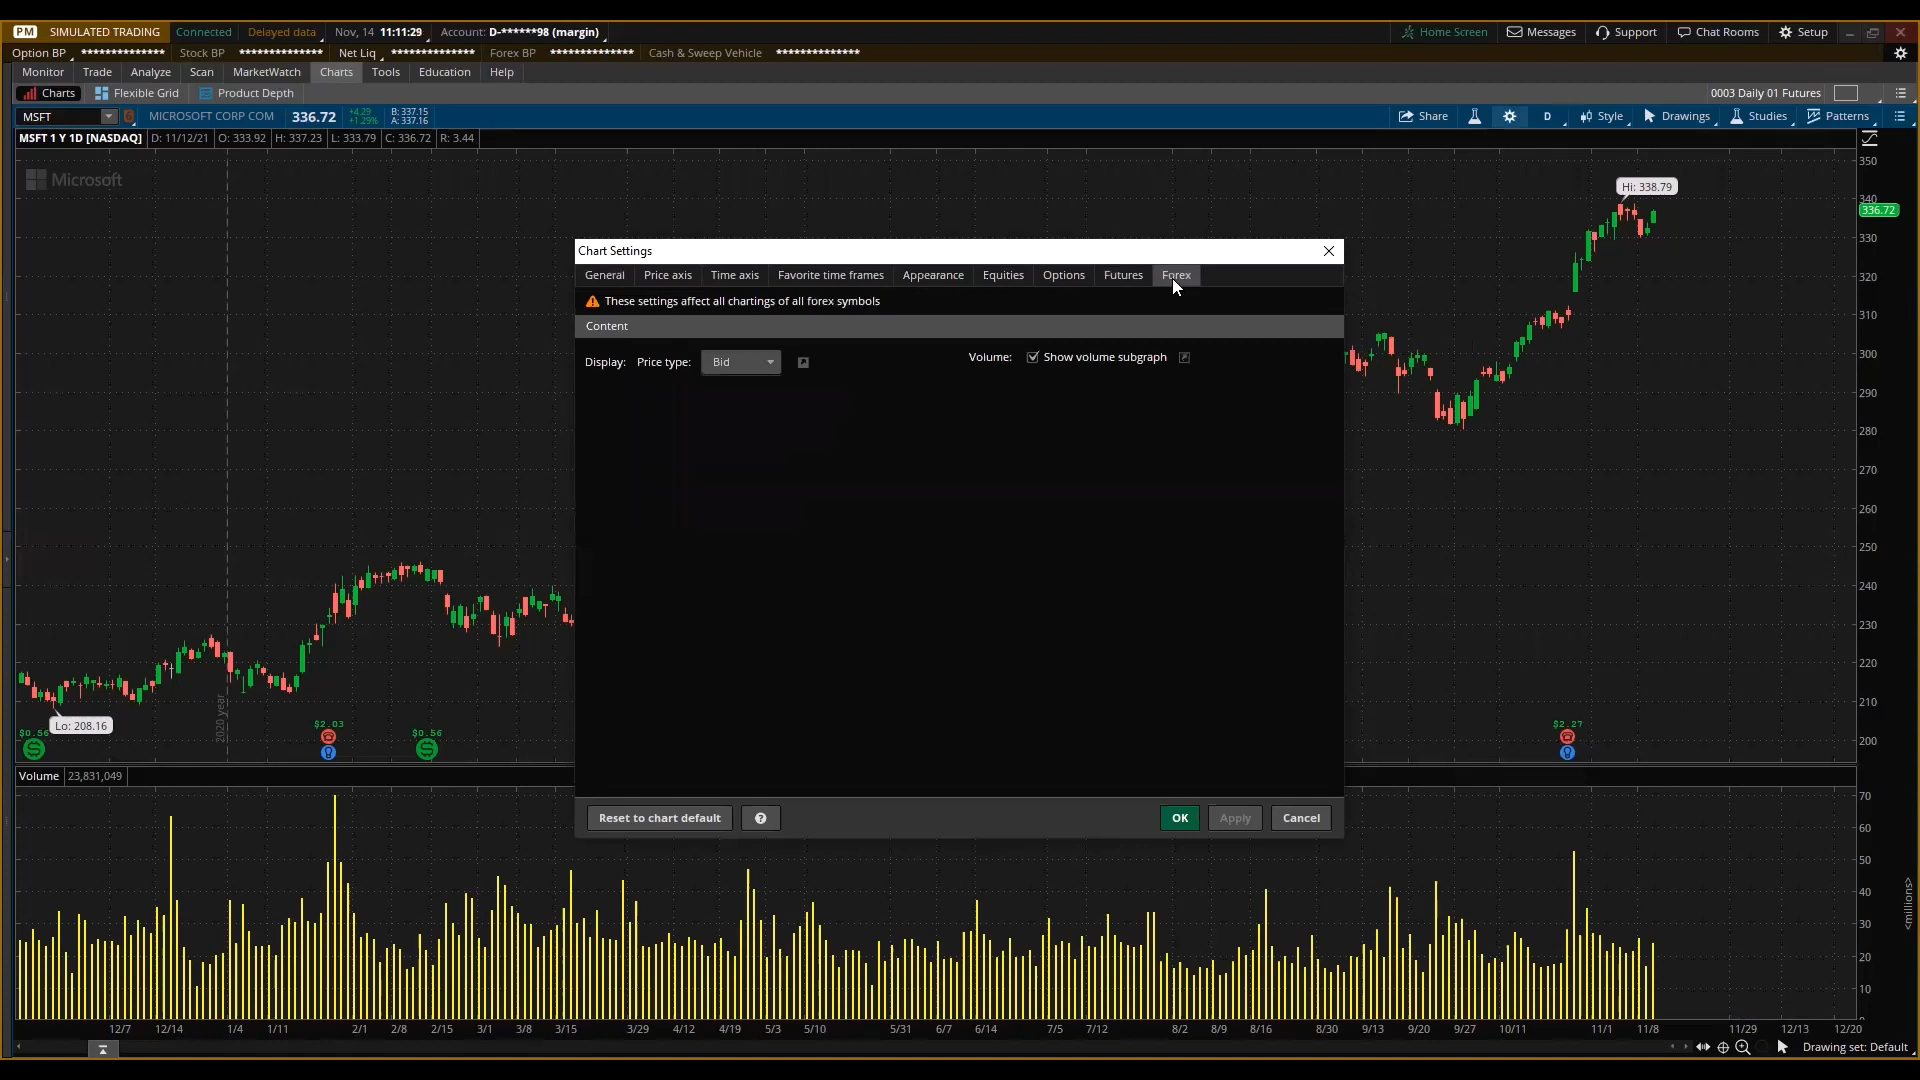 PM SIMULATED TRADING Connected Delayed data Nov, 14 11:11:29 Account: D-******98 (margin) Home Screen Messages Support Chat Rooms Setup
Option BP ************** Stock BP ************** Net Liq ************** Forex BP ************** Cash & Sweep Vehicle **************
Monitor Trade Analyze Scan MarketWatch Charts Tools Education Help
Charts Flexible Grid Product Depth 0003 Daily 01 Futures
MSFT MICROSOFT CORP COM 336.72 +4.29 +1.29% B: 337.15 A: 337.16 Share D Style Drawings Studies Patterns
MSFT 1 Y 1D [NASDAQ] D: 11/12/21 O: 333.92 H: 337.23 L: 333.79 C: 336.72 R: 3.44
350
Microsoft
Hi: 338.79
340
336.72
330
Chart Settings
General Price axis Time axis Favorite time frames Appearance Equities Options Futures Forex
320
These settings affect all chartings of all forex symbols
310
Content
300
Display: Price type: Bid Volume: Show volume subgraph
290
280
270
260
250
240
230
220
210
2020 year
Lo: 208.16
$0.56 $2.03 $0.56 $2.27
200
Volume 23,831,049
Reset to chart default ? OK Apply Cancel
70
60
50
40
30
20
10
<millions>
12/7 12/14 1/4 1/11 2/1 2/8 2/15 3/1 3/8 3/15 3/29 4/12 4/19 5/3 5/10 5/31 6/7 6/14 7/5 7/12 8/2 8/9 8/16 8/30 9/13 9/20 9/27 10/11 11/1 11/8 11/29 12/13 12/20
Drawing set: Default